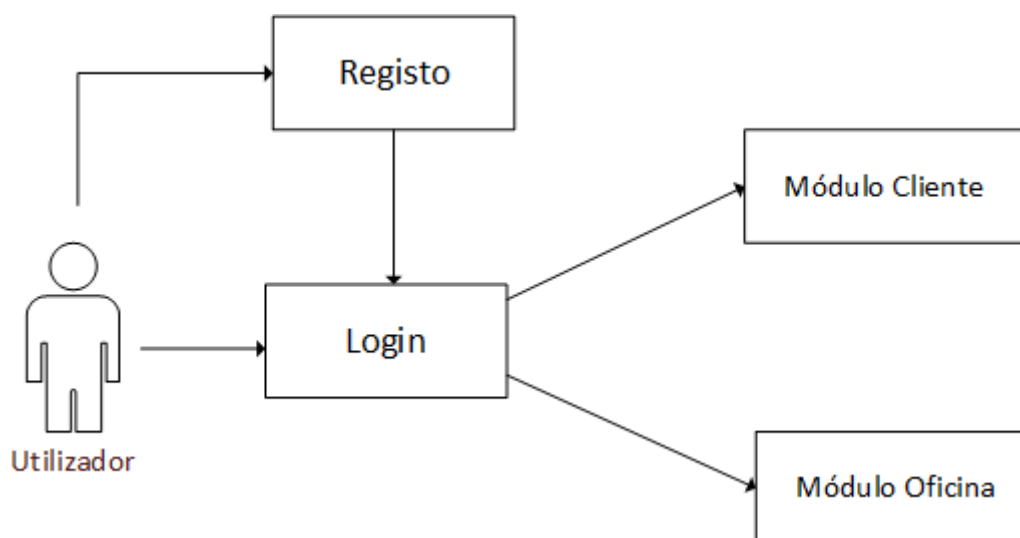 Registo
Módulo Cliente
Login
Utilizador
Módulo Oficina